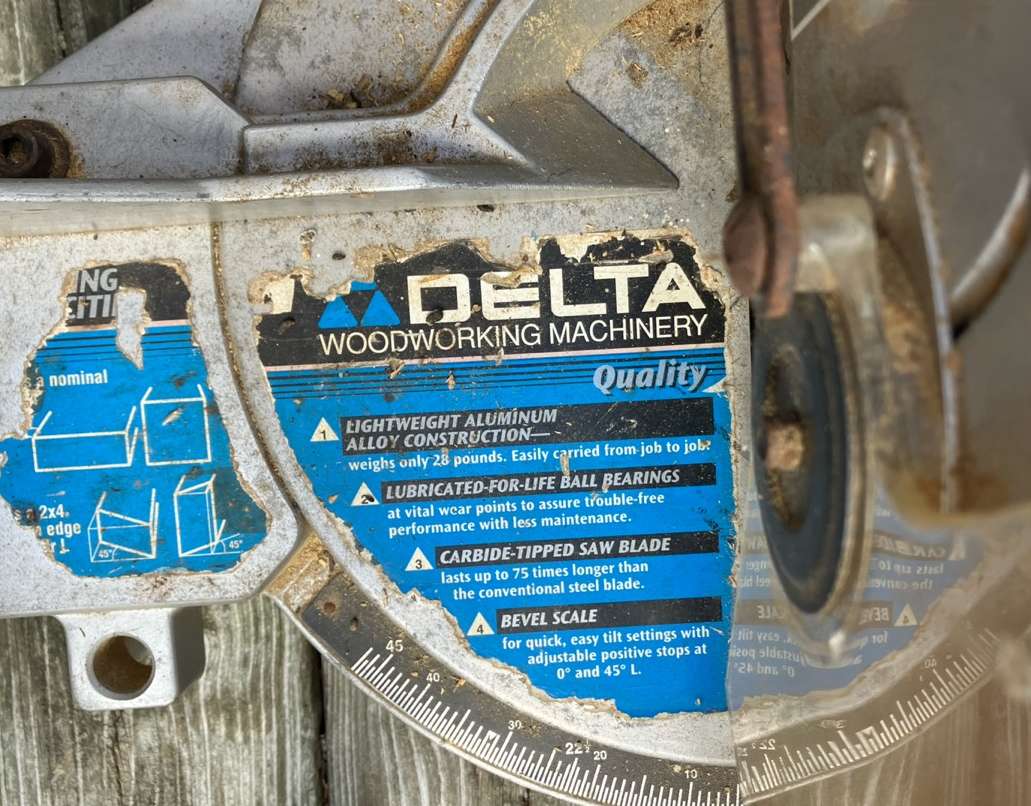 a nominal
2x4.
edge
45°
45°
DELTA
WOODWORKING MACHINERY
Quality
1 LIGHTWEIGHT ALUMINUM
ALLOY CONSTRUCTION—
weighs only 28 pounds. Easily carried from job to job.
2 LUBRICATED-FOR-LIFE BALL BEARINGS
at vital wear points to assure trouble-free
performance with less maintenance.
3 CARBIDE-TIPPED SAW BLADE
lasts up to 75 times longer than
the conventional steel blade.
4 BEVEL SCALE
for quick, easy tilt settings with
adjustable positive stops at
0° and 45° L.
45
40
30
22½
20
10